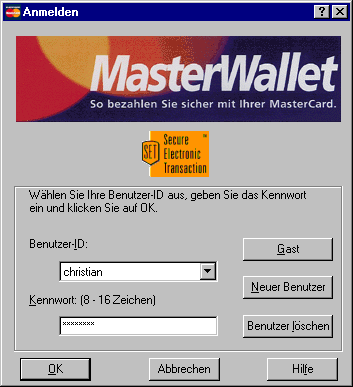 Anmelden
MasterWallet
So bezahlen Sie sicher mit Ihrer MasterCard.
SET
Secure
Electronic
Transaction
Wählen Sie Ihre Benutzer-ID aus, geben Sie das Kennwort
ein und klicken Sie auf OK.
Benutzer-ID:
christian
Kennwort: (8 - 16 Zeichen)
××××××××
Gast
Neuer Benutzer
Benutzer löschen
OK
Abbrechen
Hilfe